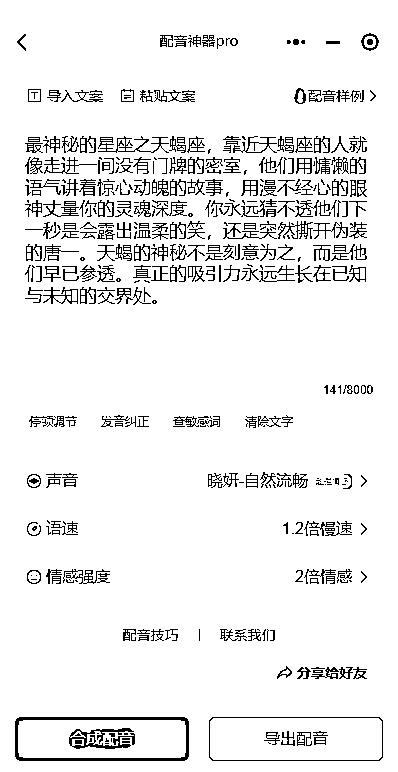 配音神器pro
导入文案 粘贴文案 配音样例
最神秘的星座之天蝎座，靠近天蝎座的人就
像走进一间没有门牌的密室，他们用慵懒的
语气讲着惊心动魄的故事，用漫不经心的眼
神丈量你的灵魂深度。你永远猜不透他们下
一秒是会露出温柔的笑，还是突然撕开伪装
的唐一。天蝎的神秘不是刻意为之，而是他
们早已参透。真正的吸引力永远生长在已知
与未知的交界处。
141/8000
停顿调节 发音纠正 查敏感词 清除文字
声音 晓妍-自然流畅
语速 1.2倍慢速
情感强度 2倍情感
配音技巧 | 联系我们
分享给好友
合成配音 导出配音